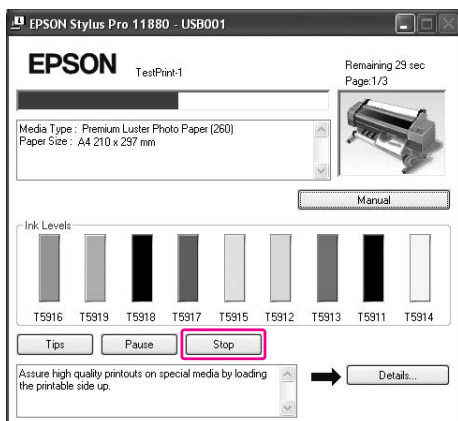 EPSON Stylus Pro 11880 - USB001
EPSON TestPrint-1
Remaining 29 sec
Page:1/3
Media Type : Premium Luster Photo Paper (260)
Paper Size : A4 210 x 297 mm
Manual
Ink Levels
T5916 T5919 T5918 T5917 T5915 T5912 T5913 T5911 T5914
Tips Pause Stop
Assure high quality printouts on special media by loading
the printable side up.
Details...